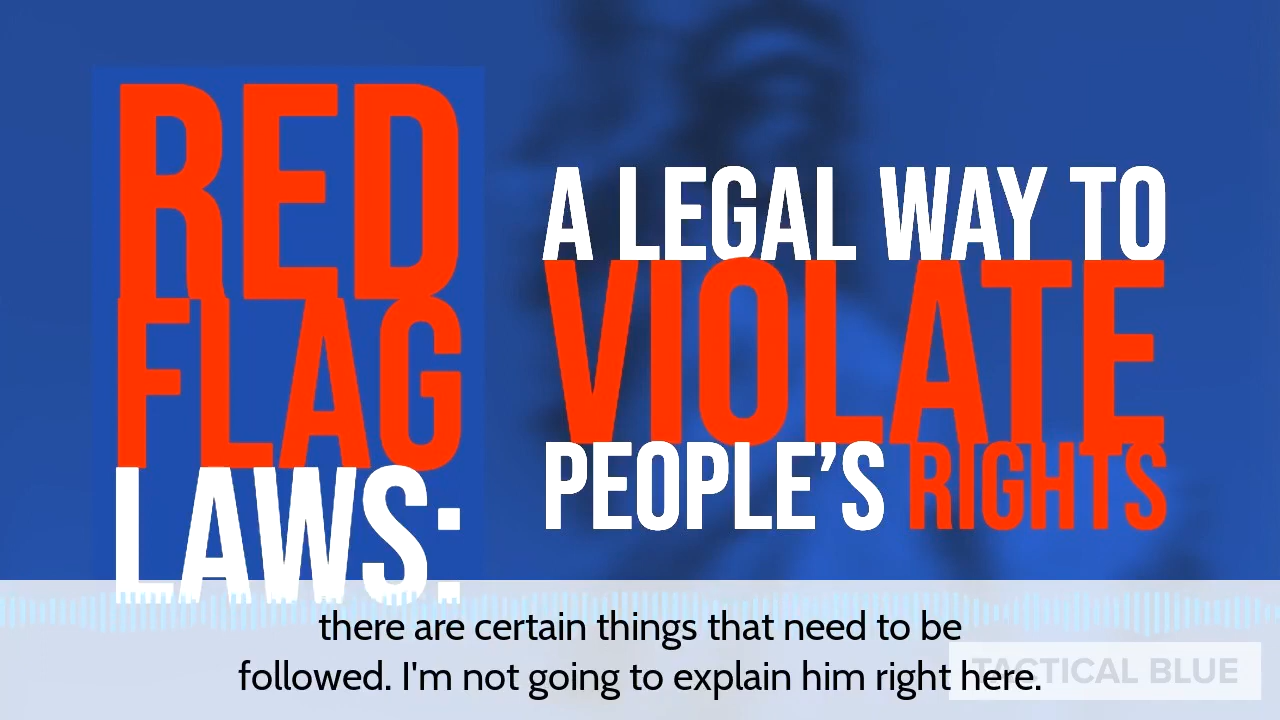 RED
FLAG
LAWS:
A LEGAL WAY TO
VIOLATE
PEOPLE'S RIGHTS
there are certain things that need to be
followed. I'm not going to explain him right here.
TACTICAL BLUE